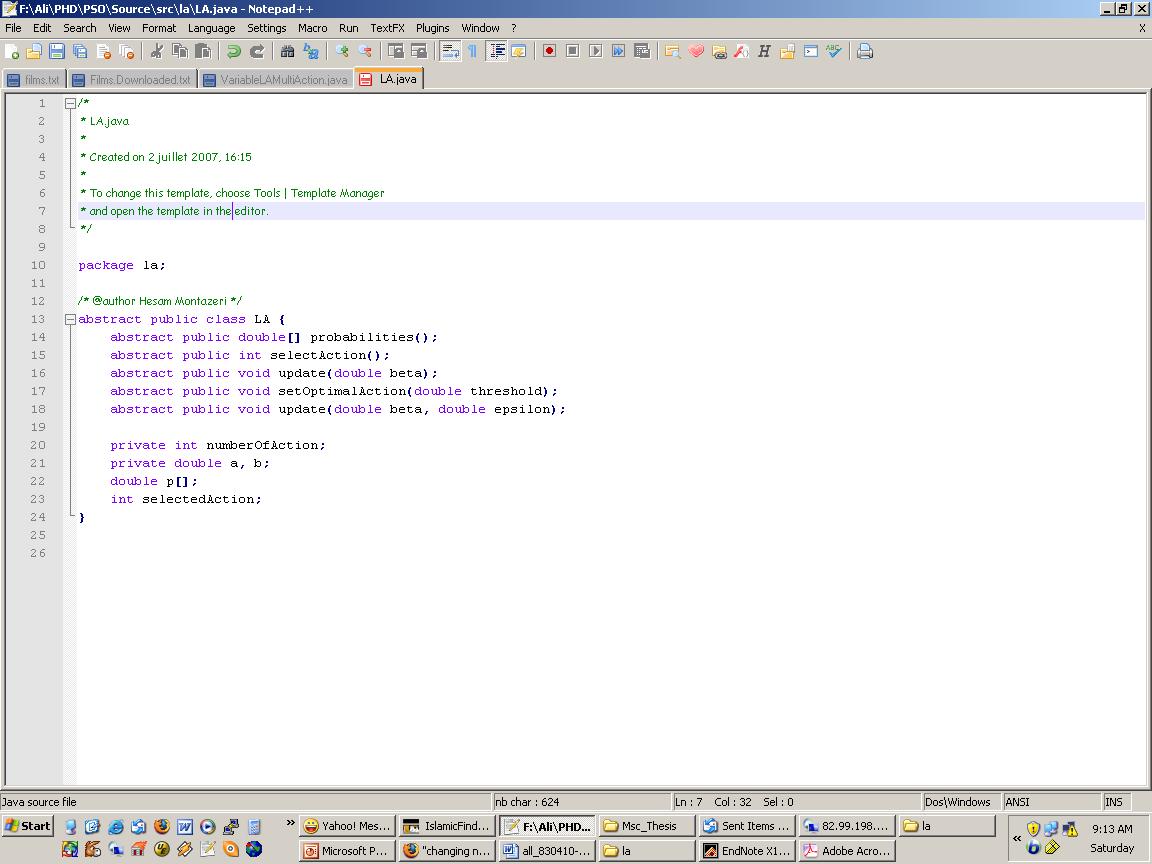 F:\Ali\PHD\PSO\Source\src\la\LA.java - Notepad++
File Edit Search View Format Language Settings Macro Run TextFX Plugins Window ? X
films.txt Films.Downloaded.txt VariableLAMultiAction.java LA.java
1 /*
2 * LA.java
3 *
4 * Created on 2 juillet 2007, 16:15
5 *
6 * To change this template, choose Tools | Template Manager
7 * and open the template in the editor.
8 */
9
10 package la;
11
12 /* @author Hesam Montazeri */
13 abstract public class LA {
14 abstract public double[] probabilities();
15 abstract public int selectAction();
16 abstract public void update(double beta);
17 abstract public void setOptimalAction(double threshold);
18 abstract public void update(double beta, double epsilon);
19
20 private int numberOfAction;
21 private double a, b;
22 double p[];
23 int selectedAction;
24 }
25
26
Java source file nb char : 624 Ln : 7 Col : 32 Sel : 0 Dos\Windows ANSI INS
Start » Yahoo! Mes... IslamicFind... F:\Ali\PHD... Msc_Thesis Sent Items ... 82.99.198.... la « 9:13 AM
Microsoft P... "changing n... all_830410-... la EndNote X1... Adobe Acro... Saturday